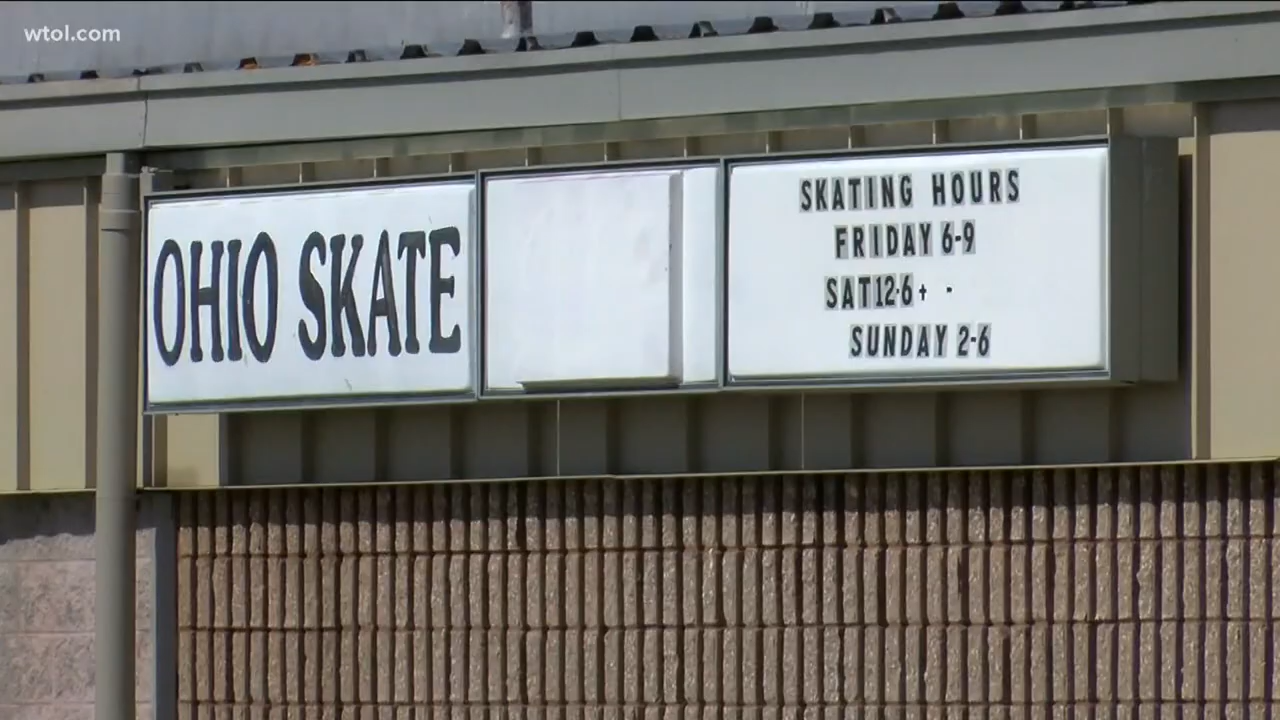 wtol.com
OHIO SKATE
SKATING HOURS
FRIDAY 6-9
SAT 12-6+ -
SUNDAY 2-6